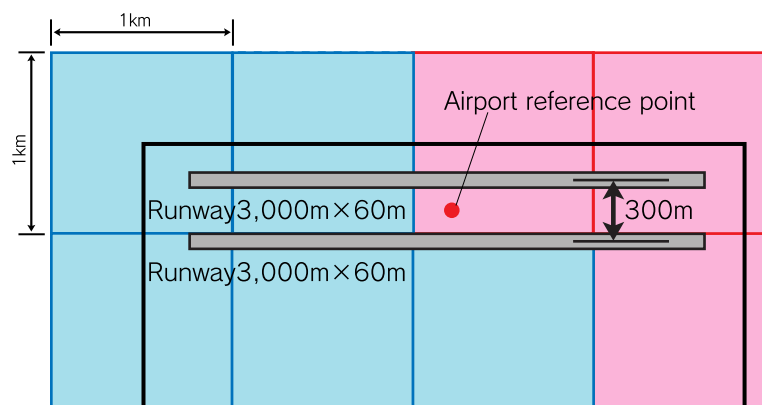 1km
1km
Airport reference point
Runway3,000m×60m
300m
Runway3,000m×60m